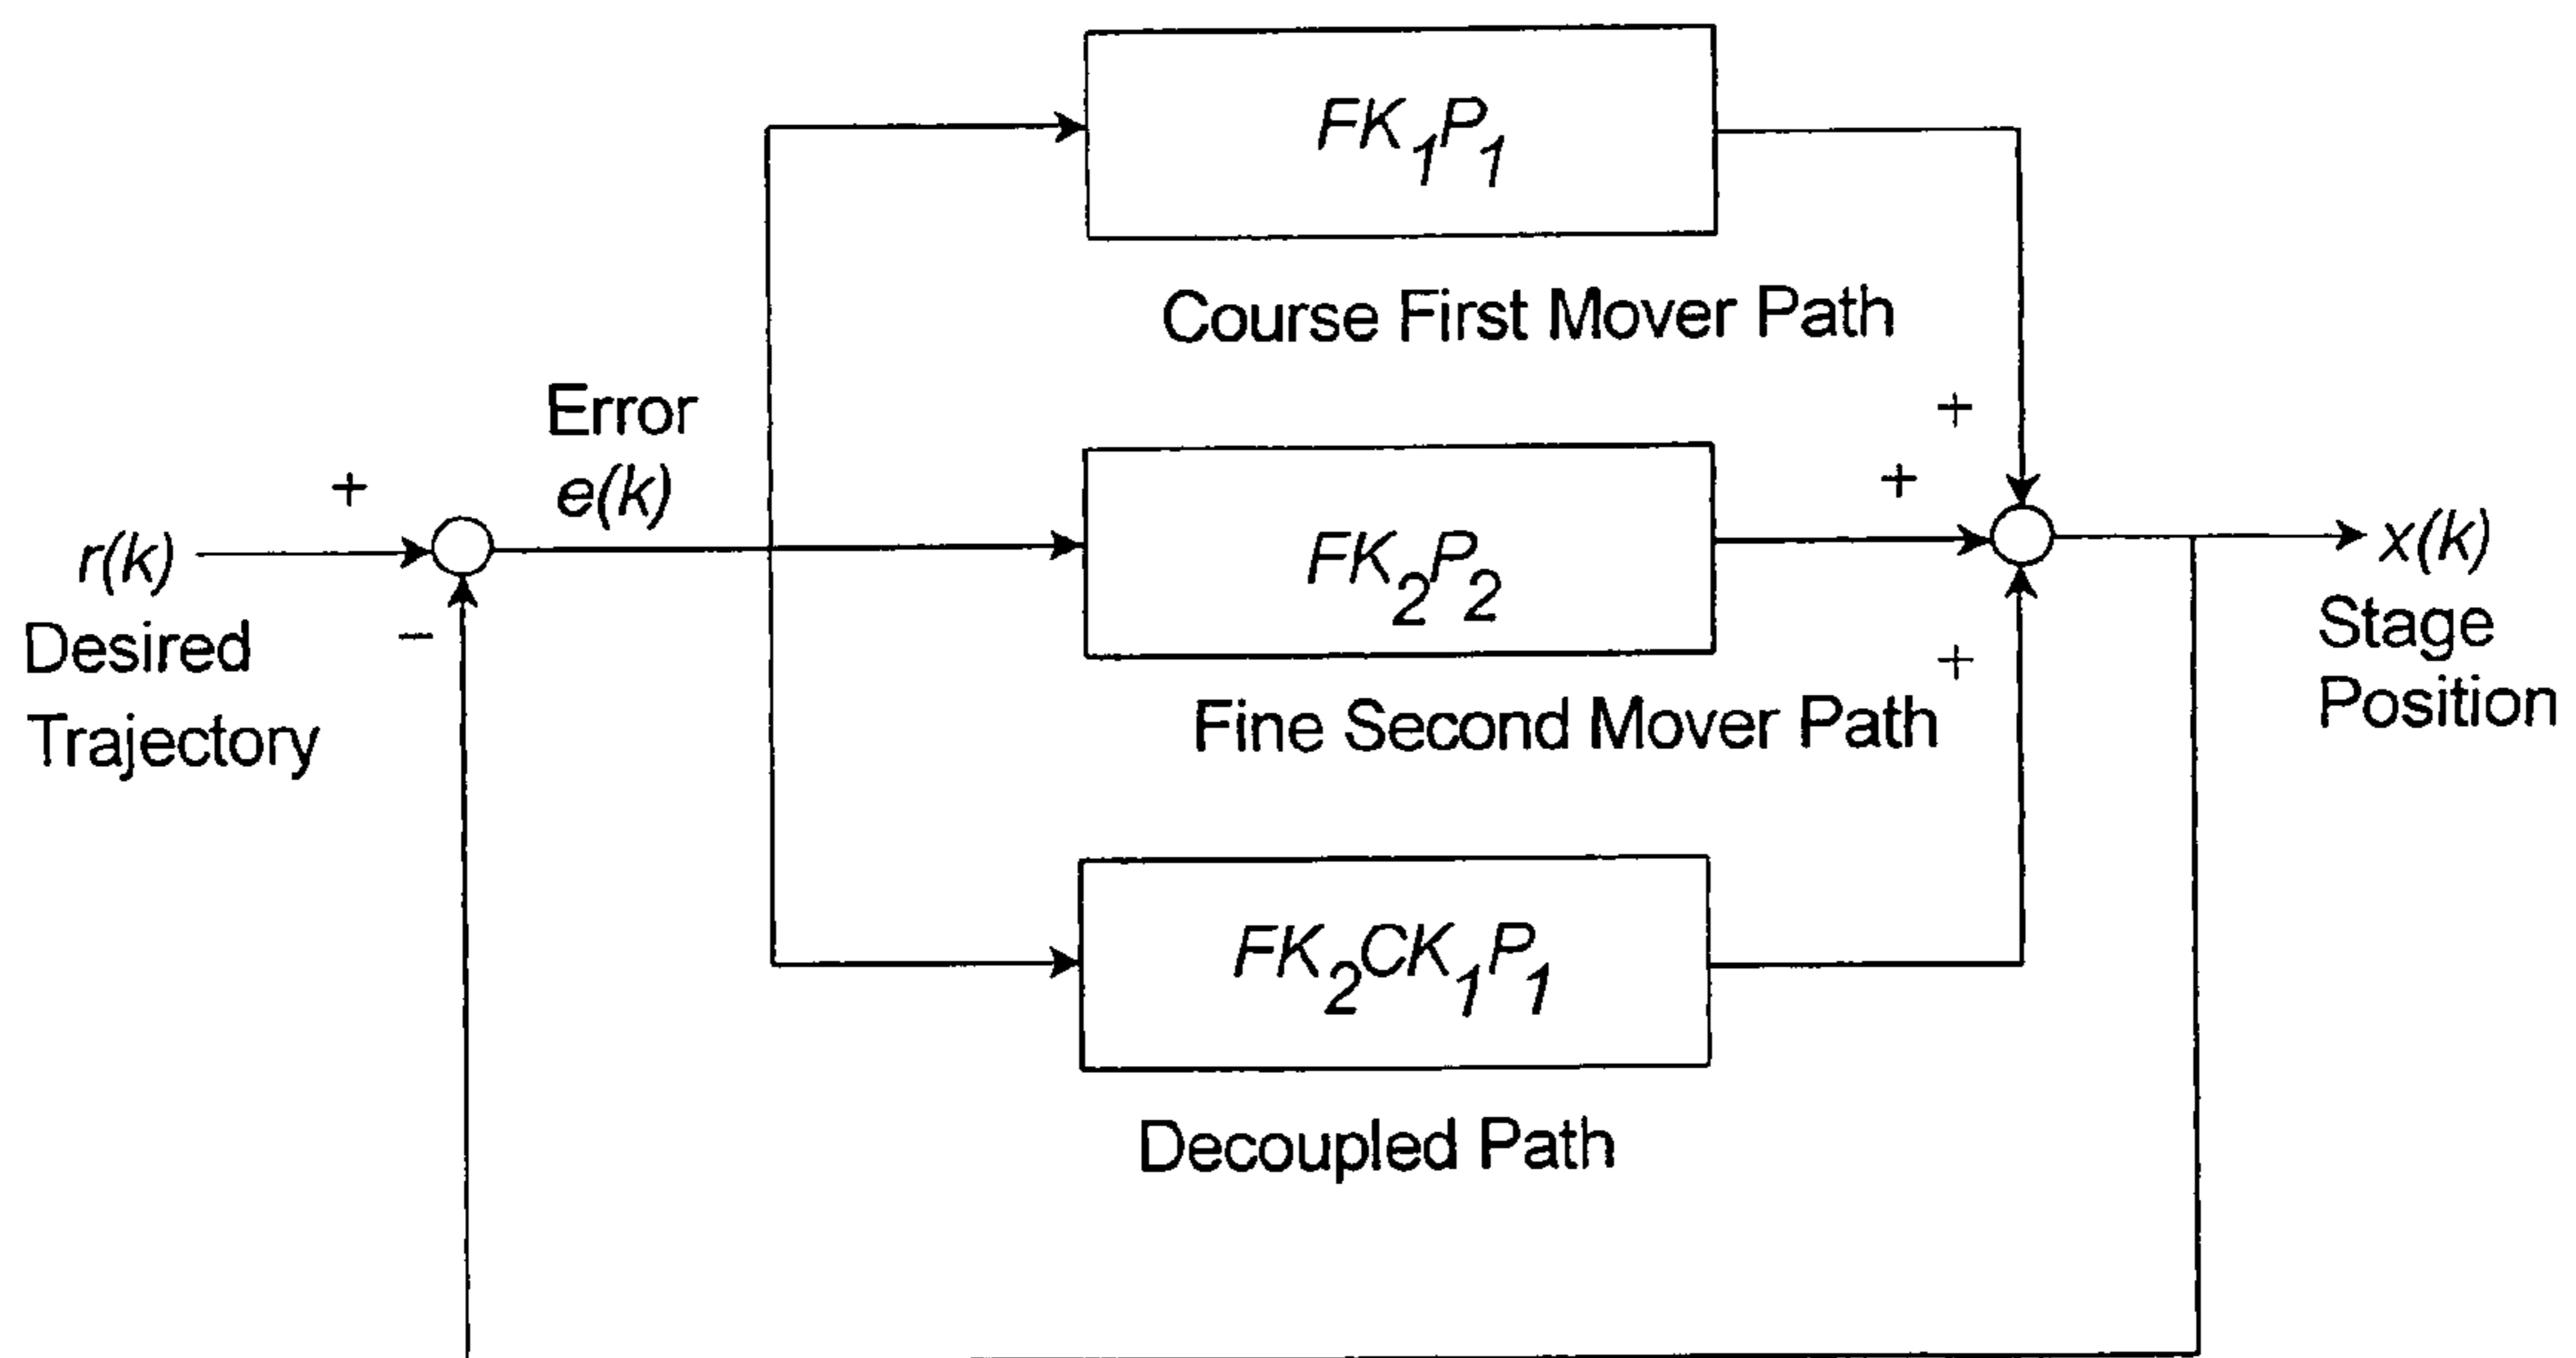 FK₁P₁
Course First Mover Path
Error
e(k)
+
+
+
r(k)
FK₂P₂
x(k)
Desired
Trajectory
−
+
Stage
Position
Fine Second Mover Path
FK₂CK₁P₁
Decoupled Path